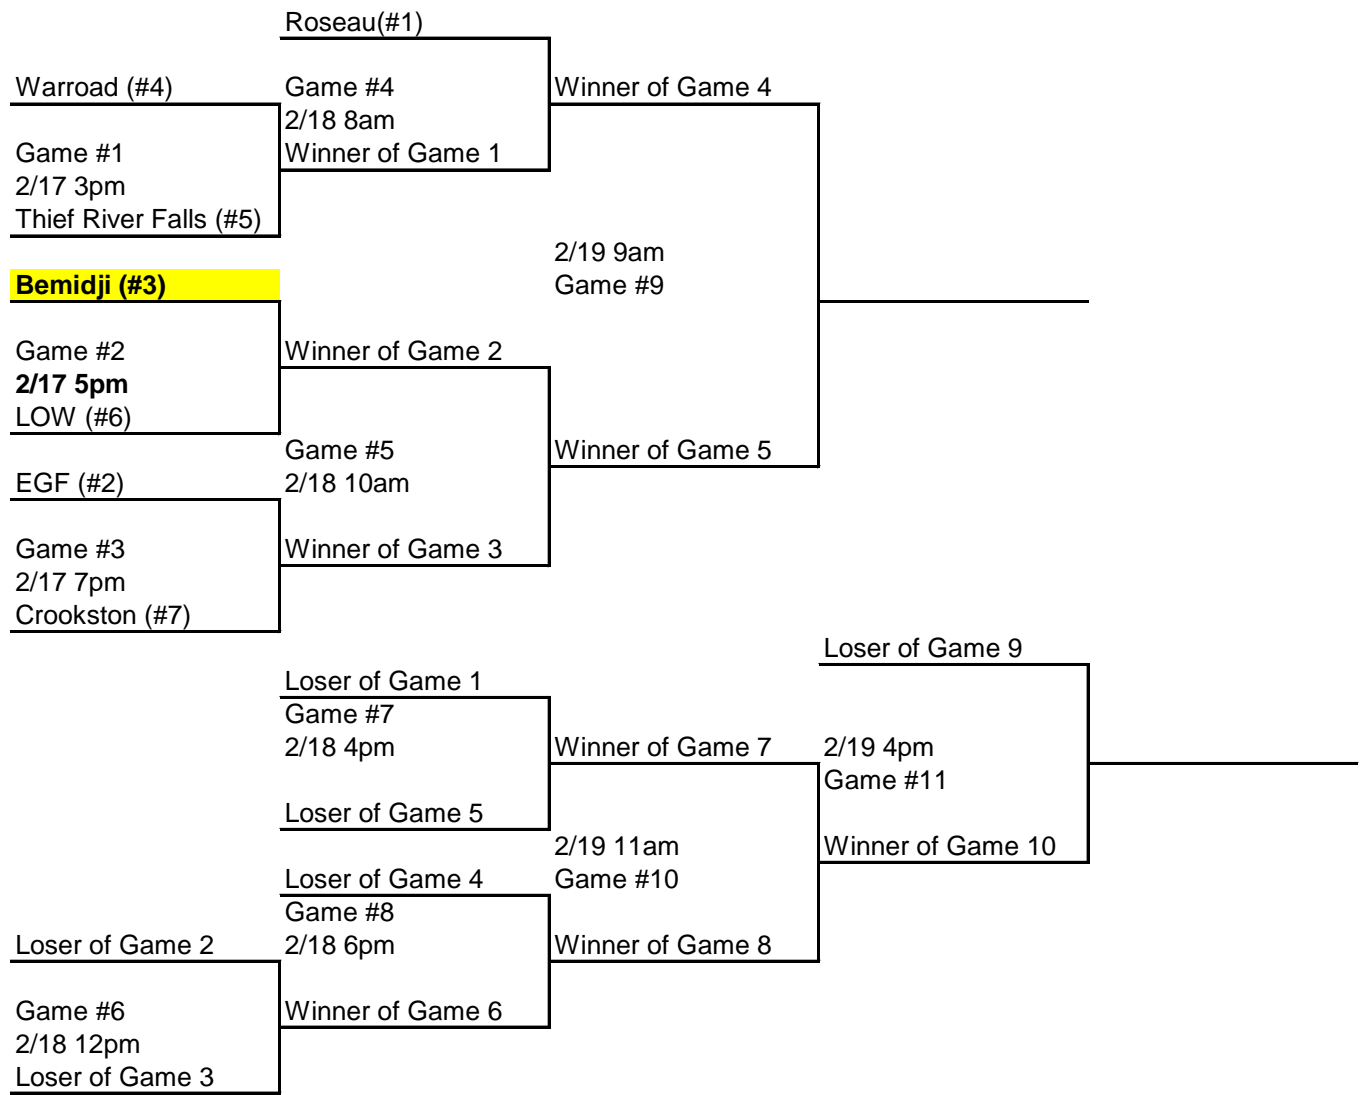 Roseau(#1)
Warroad (#4)
Game #4
Winner of Game 4
2/18 8am
Game #1
Winner of Game 1
2/17 3pm
Thief River Falls (#5)
2/19 9am
Bemidji (#3)
Game #9
Game #2
Winner of Game 2
2/17 5pm
LOW (#6)
Game #5
Winner of Game 5
EGF (#2)
2/18 10am
Game #3
Winner of Game 3
2/17 7pm
Crookston (#7)
Loser of Game 9
Loser of Game 1
Game #7
2/18 4pm
Winner of Game 7
2/19 4pm
Game #11
Loser of Game 5
2/19 11am
Winner of Game 10
Loser of Game 4
Game #10
Game #8
Loser of Game 2
2/18 6pm
Winner of Game 8
Game #6
Winner of Game 6
2/18 12pm
Loser of Game 3